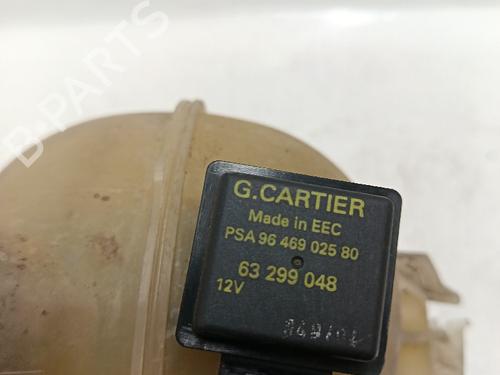 G.CARTIER
Made in EEC
PSA 96 469 025 80
63 299 048
12V
B-PARTS